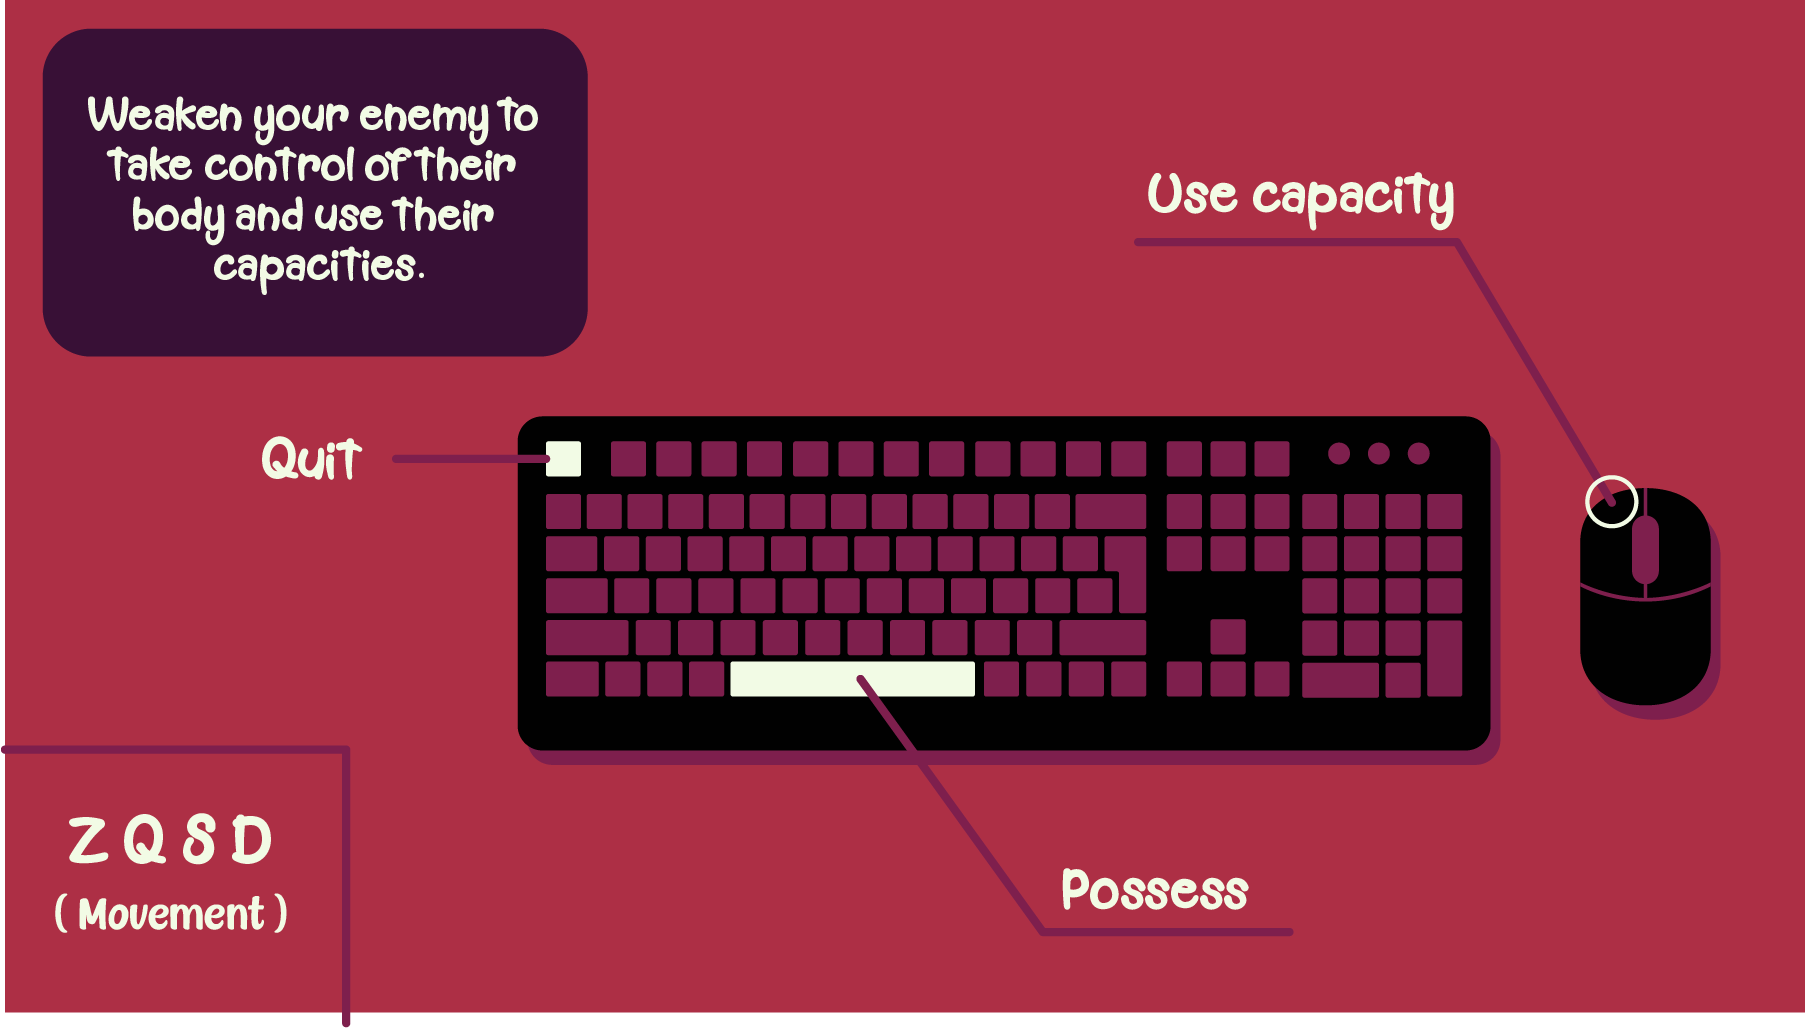 Weaken your enemy to
take control of their
body and use their
capacities.
Use capacity
Quit
Z Q S D
( Movement )
Possess